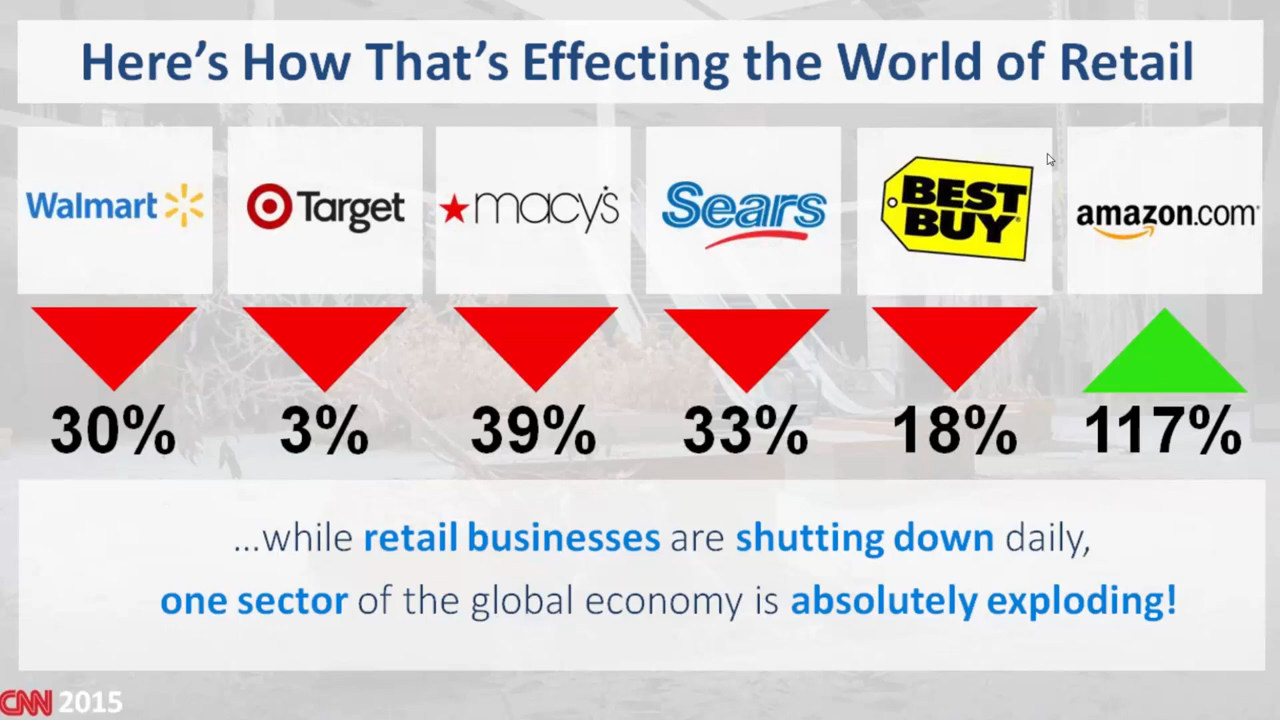 Here's How That's Effecting the World of Retail
Walmart Target macy's Sears BEST BUY amazon.com
30% 3% 39% 33% 18% 117%
...while retail businesses are shutting down daily,
one sector of the global economy is absolutely exploding!
CNN 2015